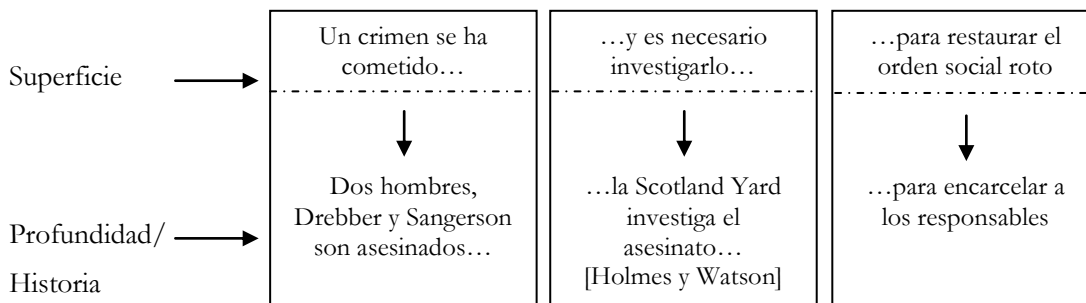 Superficie
Un crimen se ha
cometido…
…y es necesario
investigarlo…
…para restaurar el
orden social roto
Profundidad/
Historia
Dos hombres,
Drebber y Sangerson
son asesinados…
…la Scotland Yard
investiga el
asesinato…
[Holmes y Watson]
…para encarcelar a
los responsables